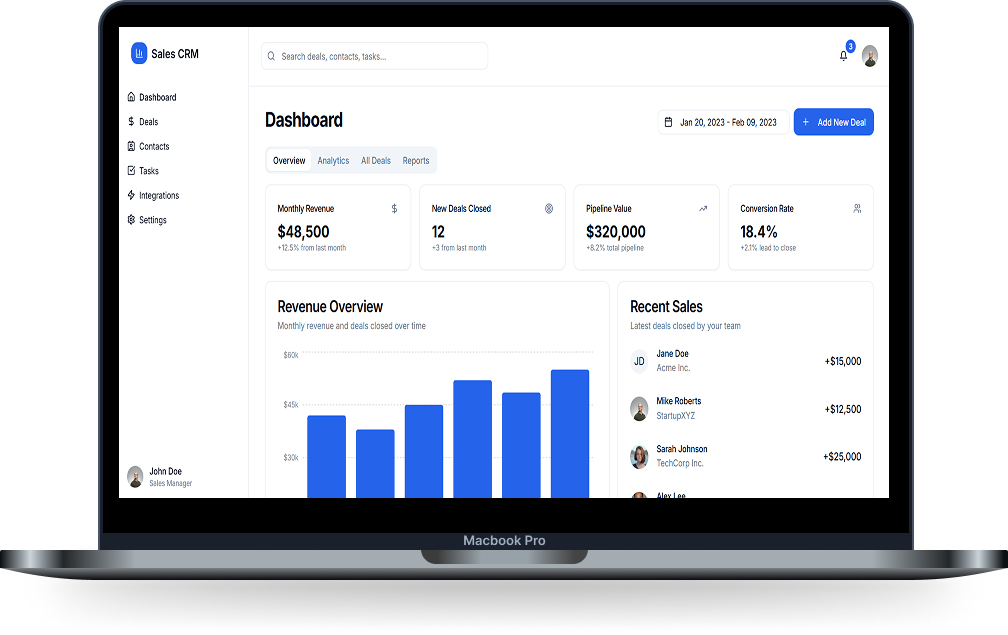 Sales CRM
Search deals, contacts, tasks...
3
Dashboard
Deals
Contacts
Tasks
Integrations
Settings
John Doe
Sales Manager
Dashboard
Jan 20, 2023 - Feb 09, 2023
+ Add New Deal
Overview Analytics All Deals Reports
Monthly Revenue $
$48,500
+12.5% from last month
New Deals Closed
12
+3 from last month
Pipeline Value
$320,000
+8.2% total pipeline
Conversion Rate
18.4%
+2.1% lead to close
Revenue Overview
Monthly revenue and deals closed over time
$60k
$45k
$30k
Recent Sales
Latest deals closed by your team
JD
Jane Doe
Acme Inc.
+$15,000
Mike Roberts
StartupXYZ
+$12,500
Sarah Johnson
TechCorp Inc.
+$25,000
Alex Lee
Macbook Pro